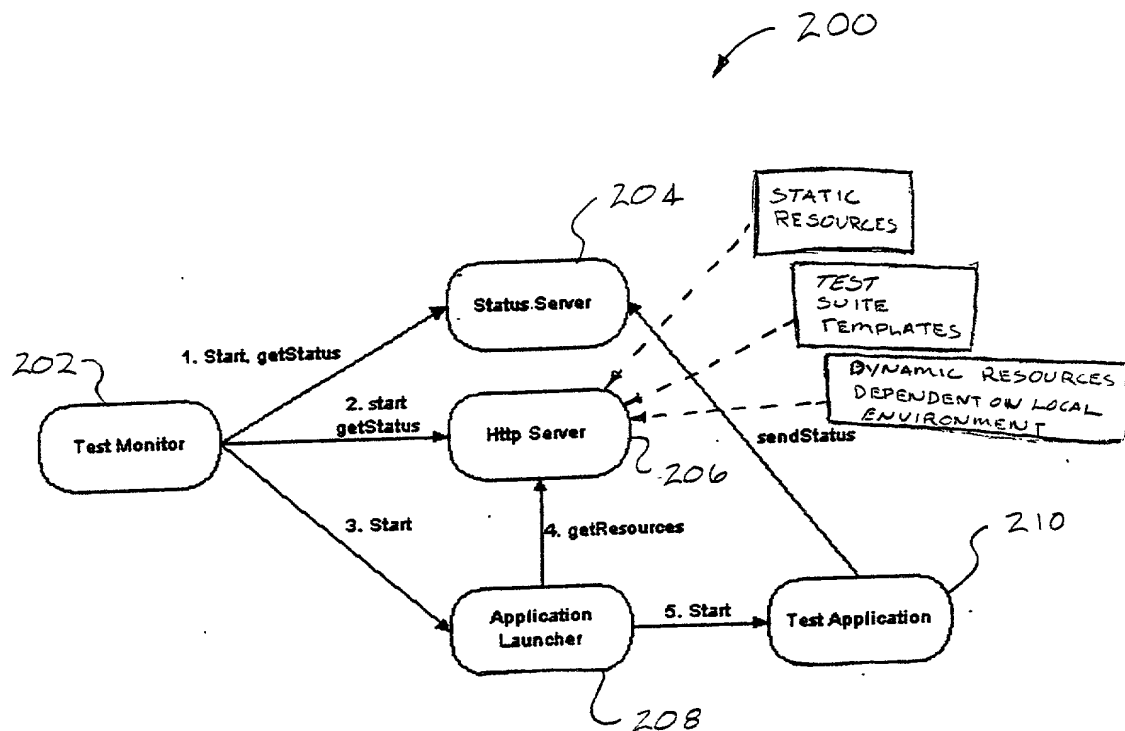 200
204
STATIC
RESOURCES
Status.Server
TEST
SUITE
TEMPLATES
1. Start, getStatus
202
DYNAMIC RESOURCES
DEPENDENT ON LOCAL
ENVIRONMENT
2. start
getStatus
Test Monitor
Http Server
sendStatus
206
3. Start
4. getResources
210
Application
Launcher
5. Start
Test Application
208